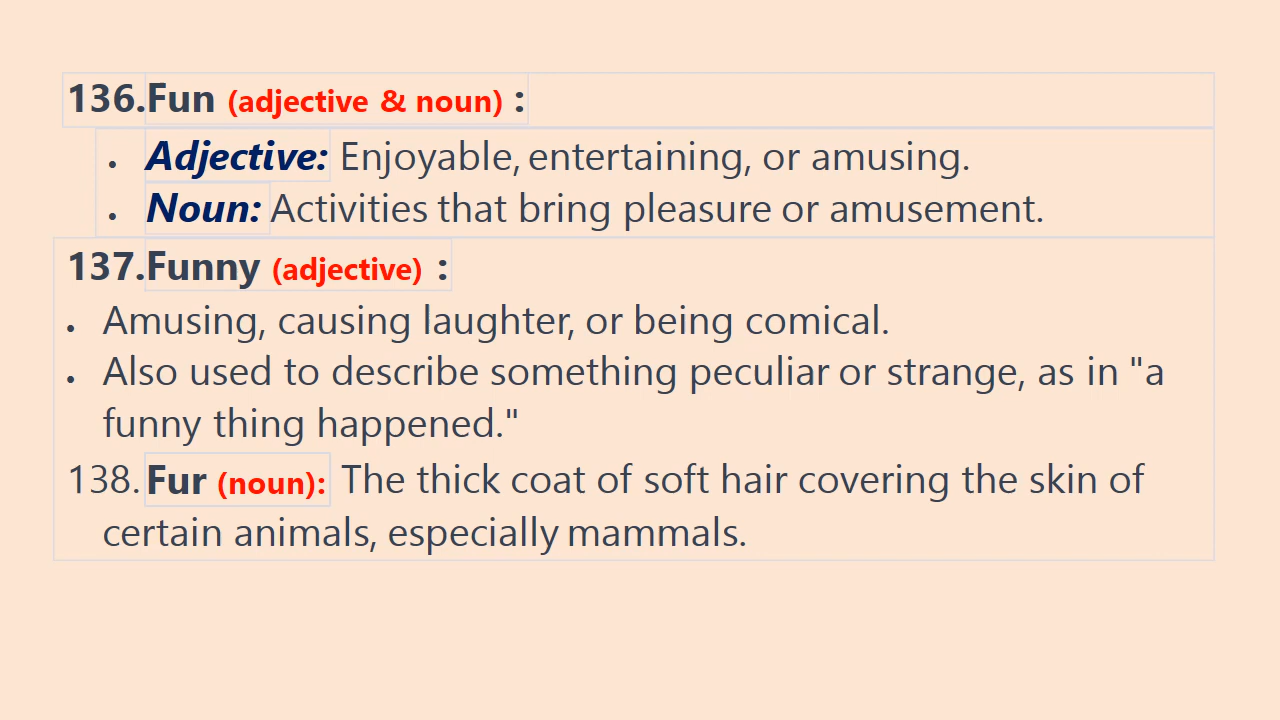 136.Fun (adjective & noun) :
• Adjective: Enjoyable, entertaining, or amusing.
• Noun: Activities that bring pleasure or amusement.
137.Funny (adjective) :
• Amusing, causing laughter, or being comical.
• Also used to describe something peculiar or strange, as in "a
funny thing happened."
138. Fur (noun): The thick coat of soft hair covering the skin of
certain animals, especially mammals.